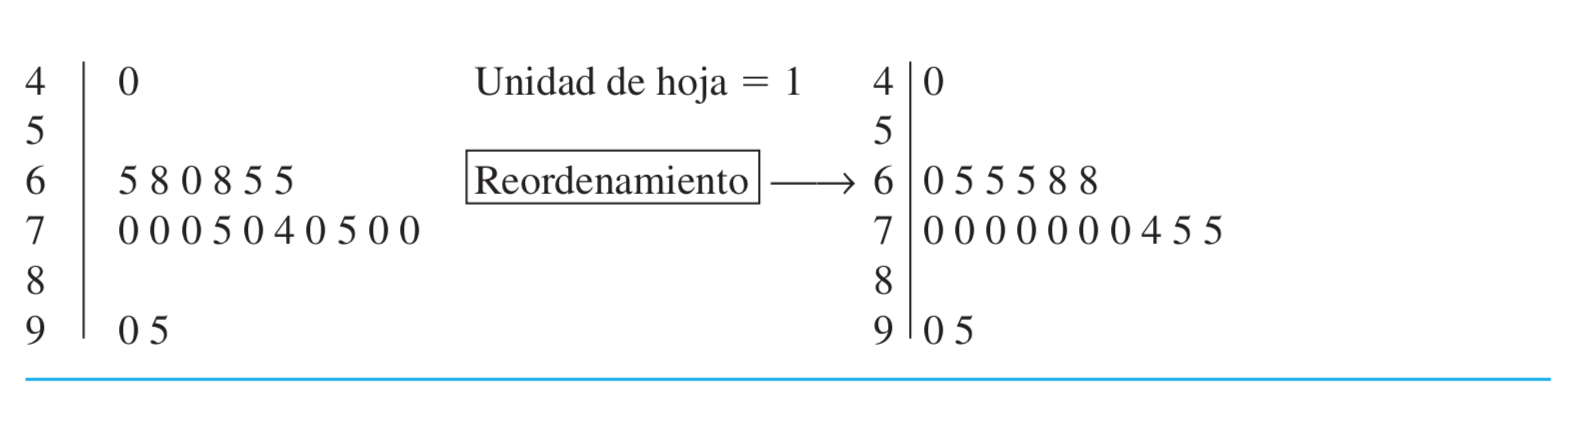 4 | 0 Unidad de hoja = 1 4 | 0
5 | 5 |
6 | 5 8 0 8 5 5 Reordenamiento ⟶ 6 | 0 5 5 5 8 8
7 | 0 0 0 5 0 4 0 5 0 0 7 | 0 0 0 0 0 0 0 4 5 5
8 | 8 |
9 | 0 5 9 | 0 5